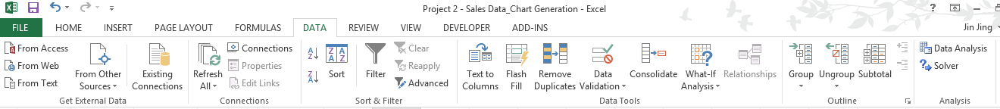 Project 2 - Sales Data_Chart Generation - Excel
FILE HOME INSERT PAGE LAYOUT FORMULAS DATA REVIEW VIEW DEVELOPER ADD-INS Jin Jing
From Access
From Web
From Text
From Other
Sources
Existing
Connections
Get External Data
Refresh
All
Connections
Properties
Edit Links
Connections
Sort
Filter
Clear
Reapply
Advanced
Sort & Filter
Text to
Columns
Flash
Fill
Remove
Duplicates
Data
Validation
Consolidate
What-If
Analysis
Relationships
Data Tools
Group
Ungroup
Subtotal
Outline
Data Analysis
Solver
Analysis